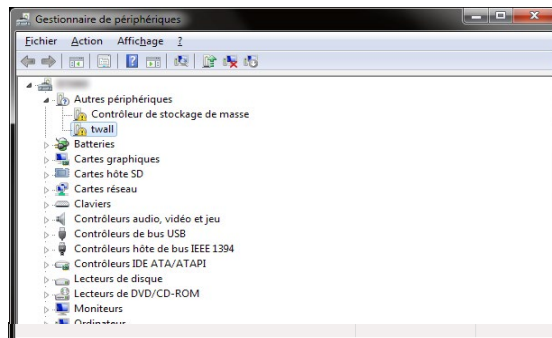 Gestionnaire de périphériques
Fichier Action Affichage ?
Autres périphériques
Contrôleur de stockage de masse
twall
Batteries
Cartes graphiques
Cartes hôte SD
Cartes réseau
Claviers
Contrôleurs audio, vidéo et jeu
Contrôleurs de bus USB
Contrôleurs hôte de bus IEEE 1394
Contrôleurs IDE ATA/ATAPI
Lecteurs de disque
Lecteurs de DVD/CD-ROM
Moniteurs
Ordinateur